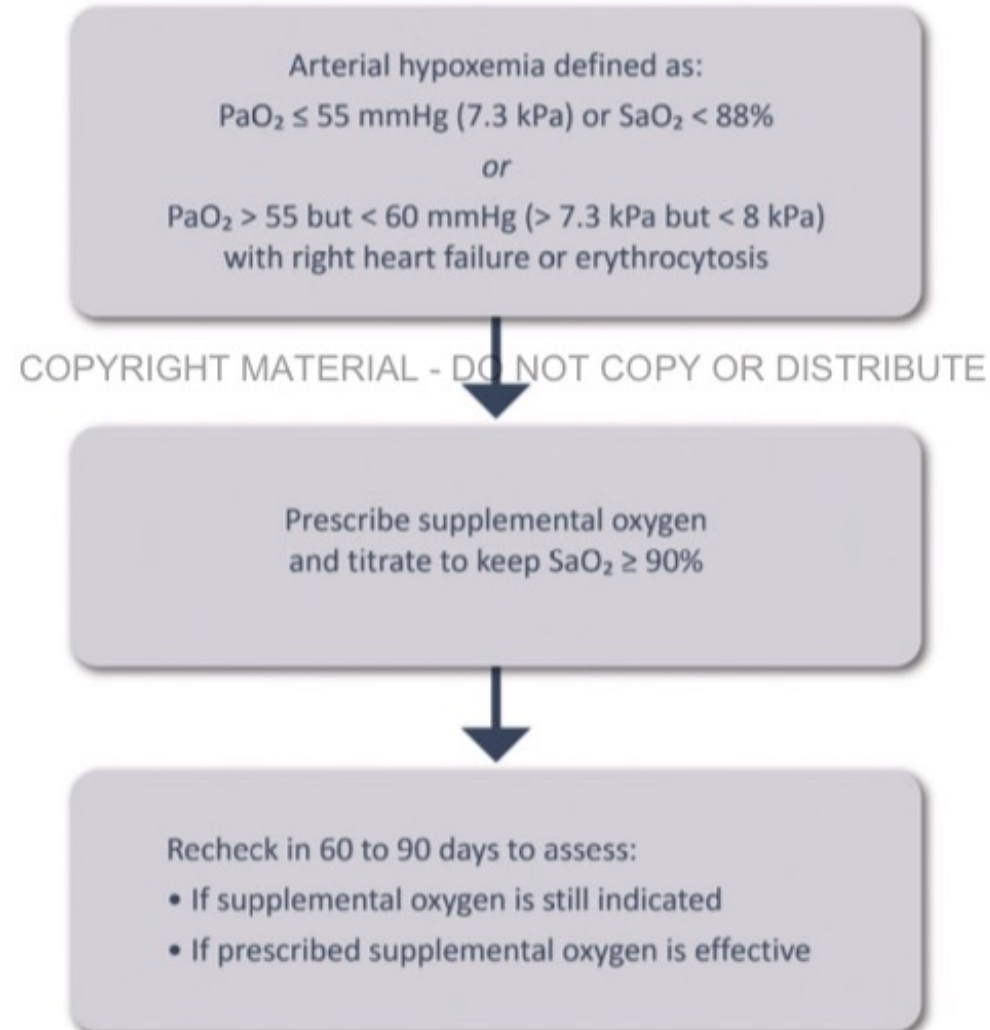 Arterial hypoxemia defined as:
PaO₂ ≤ 55 mmHg (7.3 kPa) or SaO₂ < 88%
or
PaO₂ > 55 but < 60 mmHg (> 7.3 kPa but < 8 kPa)
with right heart failure or erythrocytosis
COPYRIGHT MATERIAL - DO NOT COPY OR DISTRIBUTE
Prescribe supplemental oxygen
and titrate to keep SaO₂ ≥ 90%
Recheck in 60 to 90 days to assess:
• If supplemental oxygen is still indicated
• If prescribed supplemental oxygen is effective